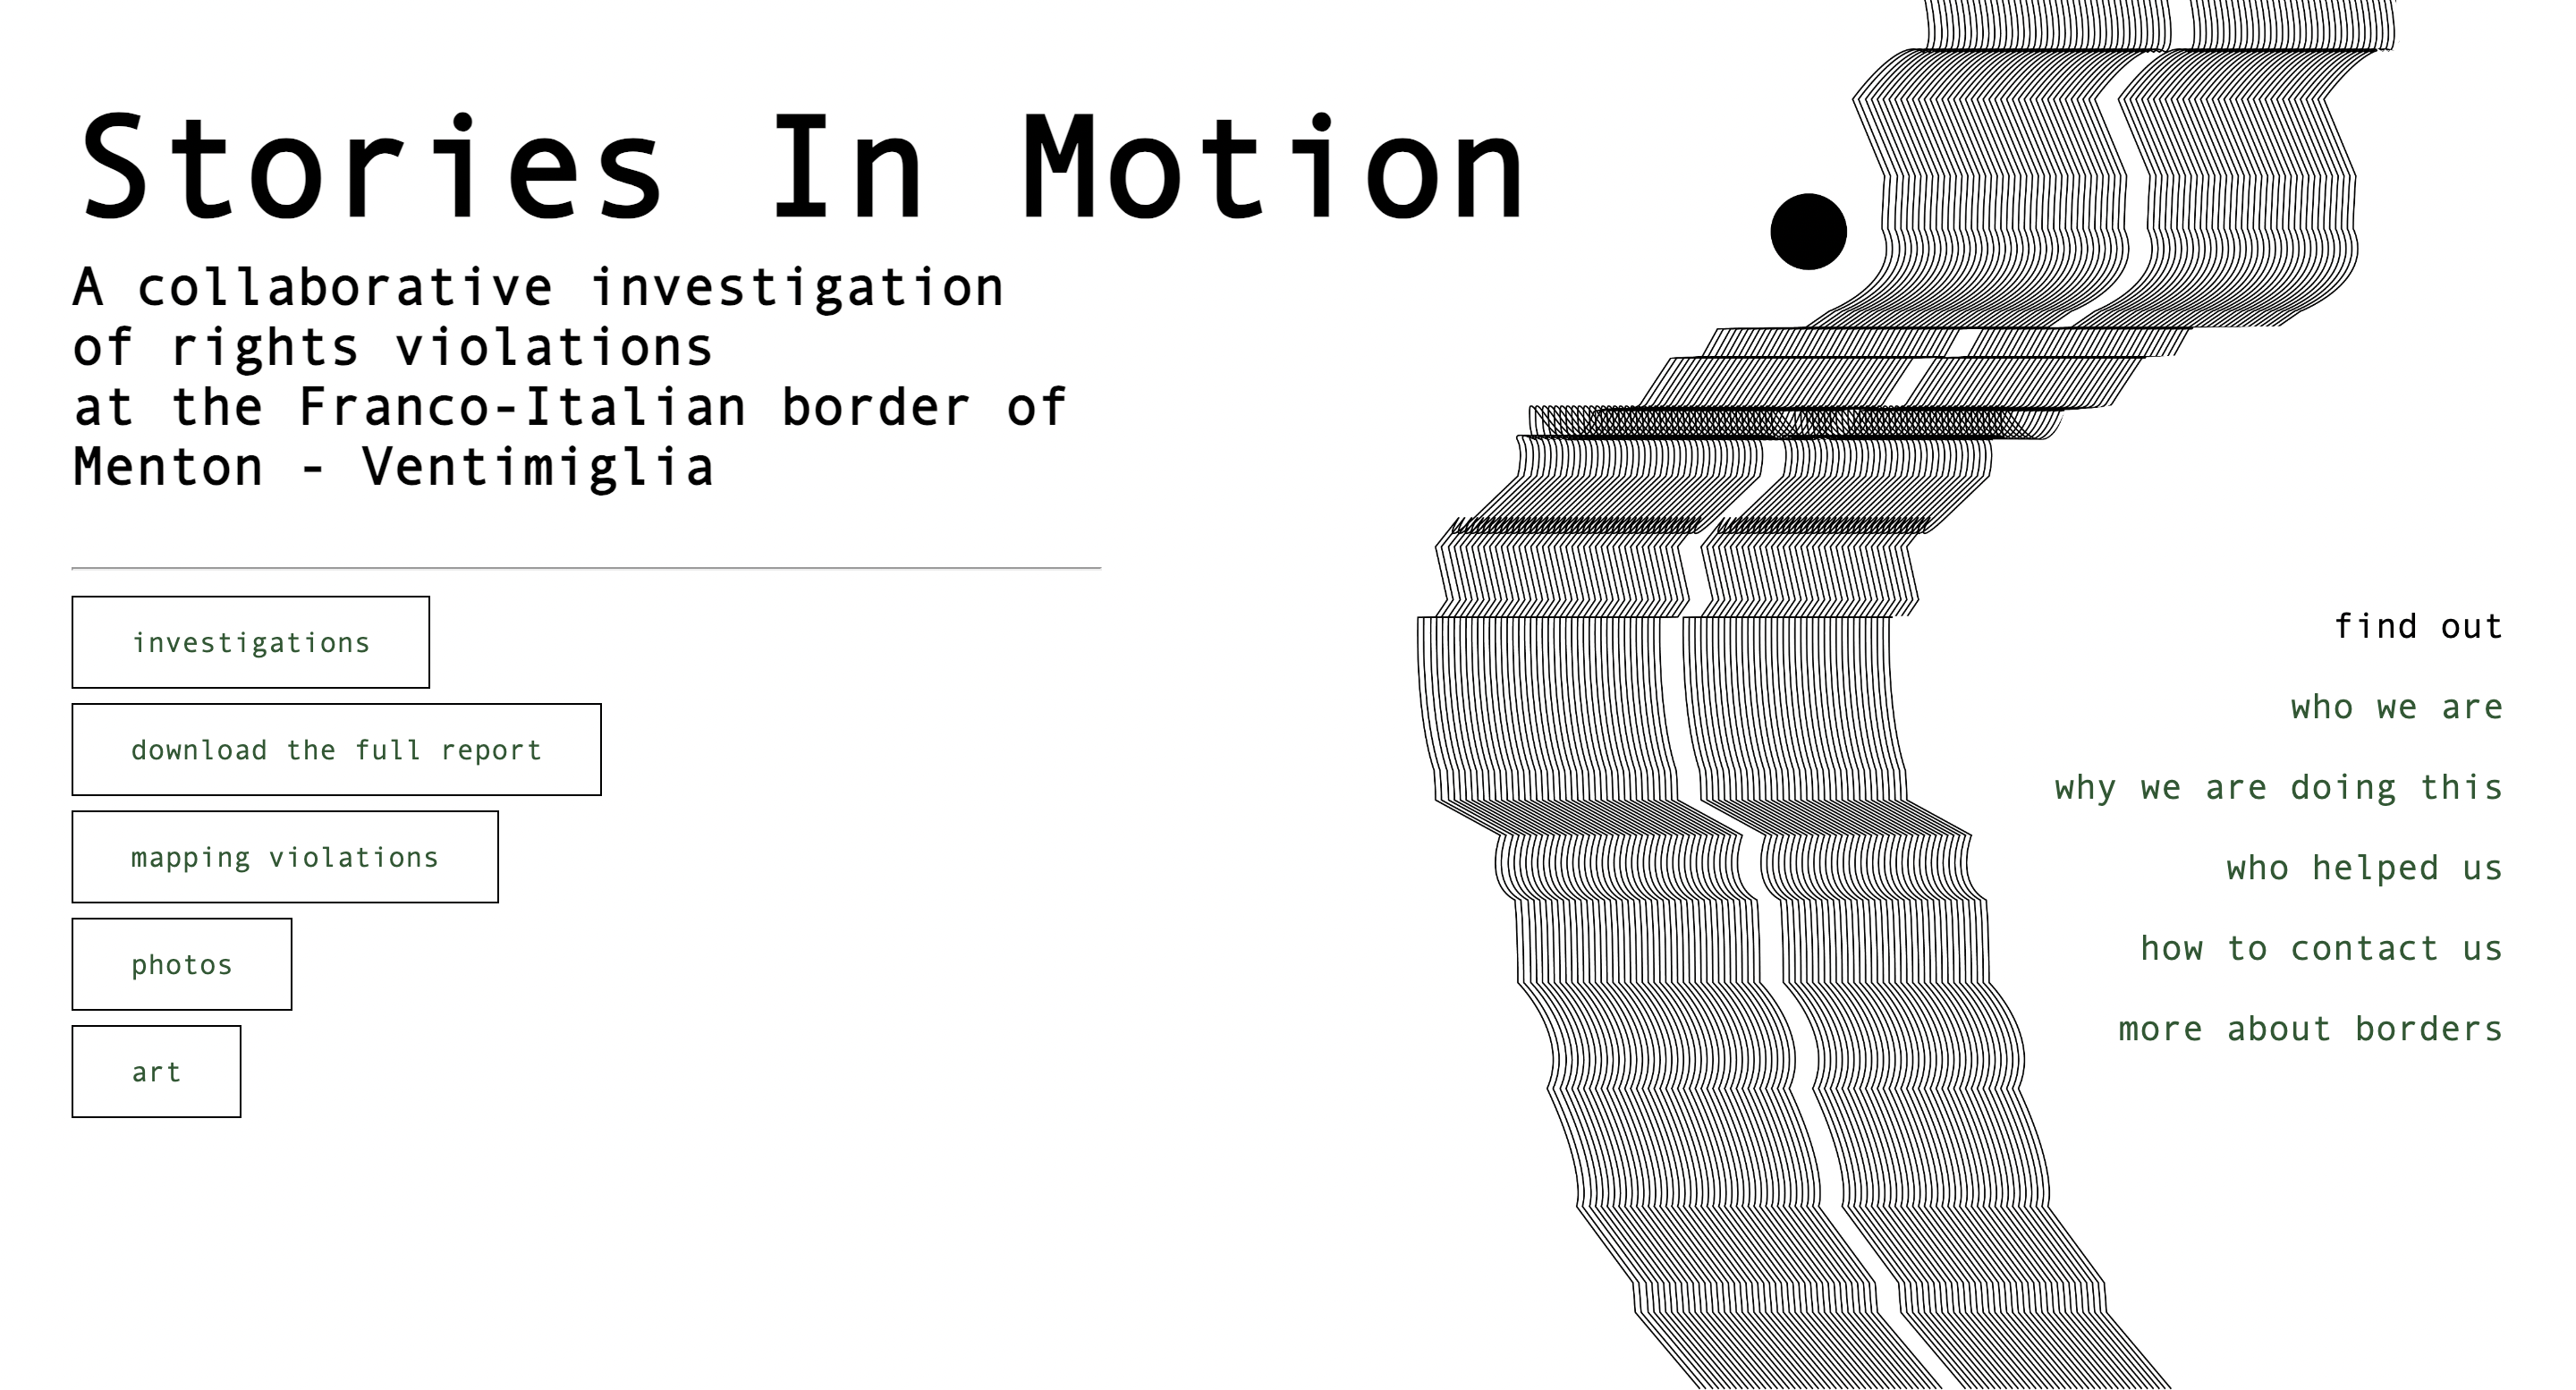 Stories In Motion
A collaborative investigation
of rights violations
at the Franco-Italian border of
Menton - Ventimiglia
investigations
download the full report
mapping violations
photos
art
find out
who we are
why we are doing this
who helped us
how to contact us
more about borders